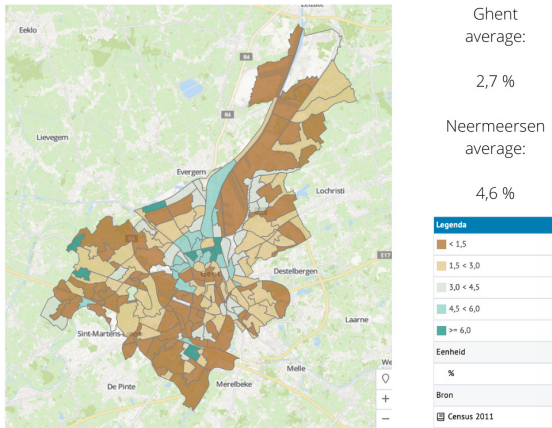 Eeklo
R4
R4
Lievegem
Evergem
Lochristi
E17
Destelbergen
Laarne
Sint-Martens-
Melle
We
De Pinte
Merelbeke
+
−
Ghent
average:
2,7 %
Neermeersen
average:
4,6 %
Legenda
< 1,5
1,5 < 3,0
3,0 < 4,5
4,5 < 6,0
>= 6,0
Eenheid
%
Bron
Census 2011